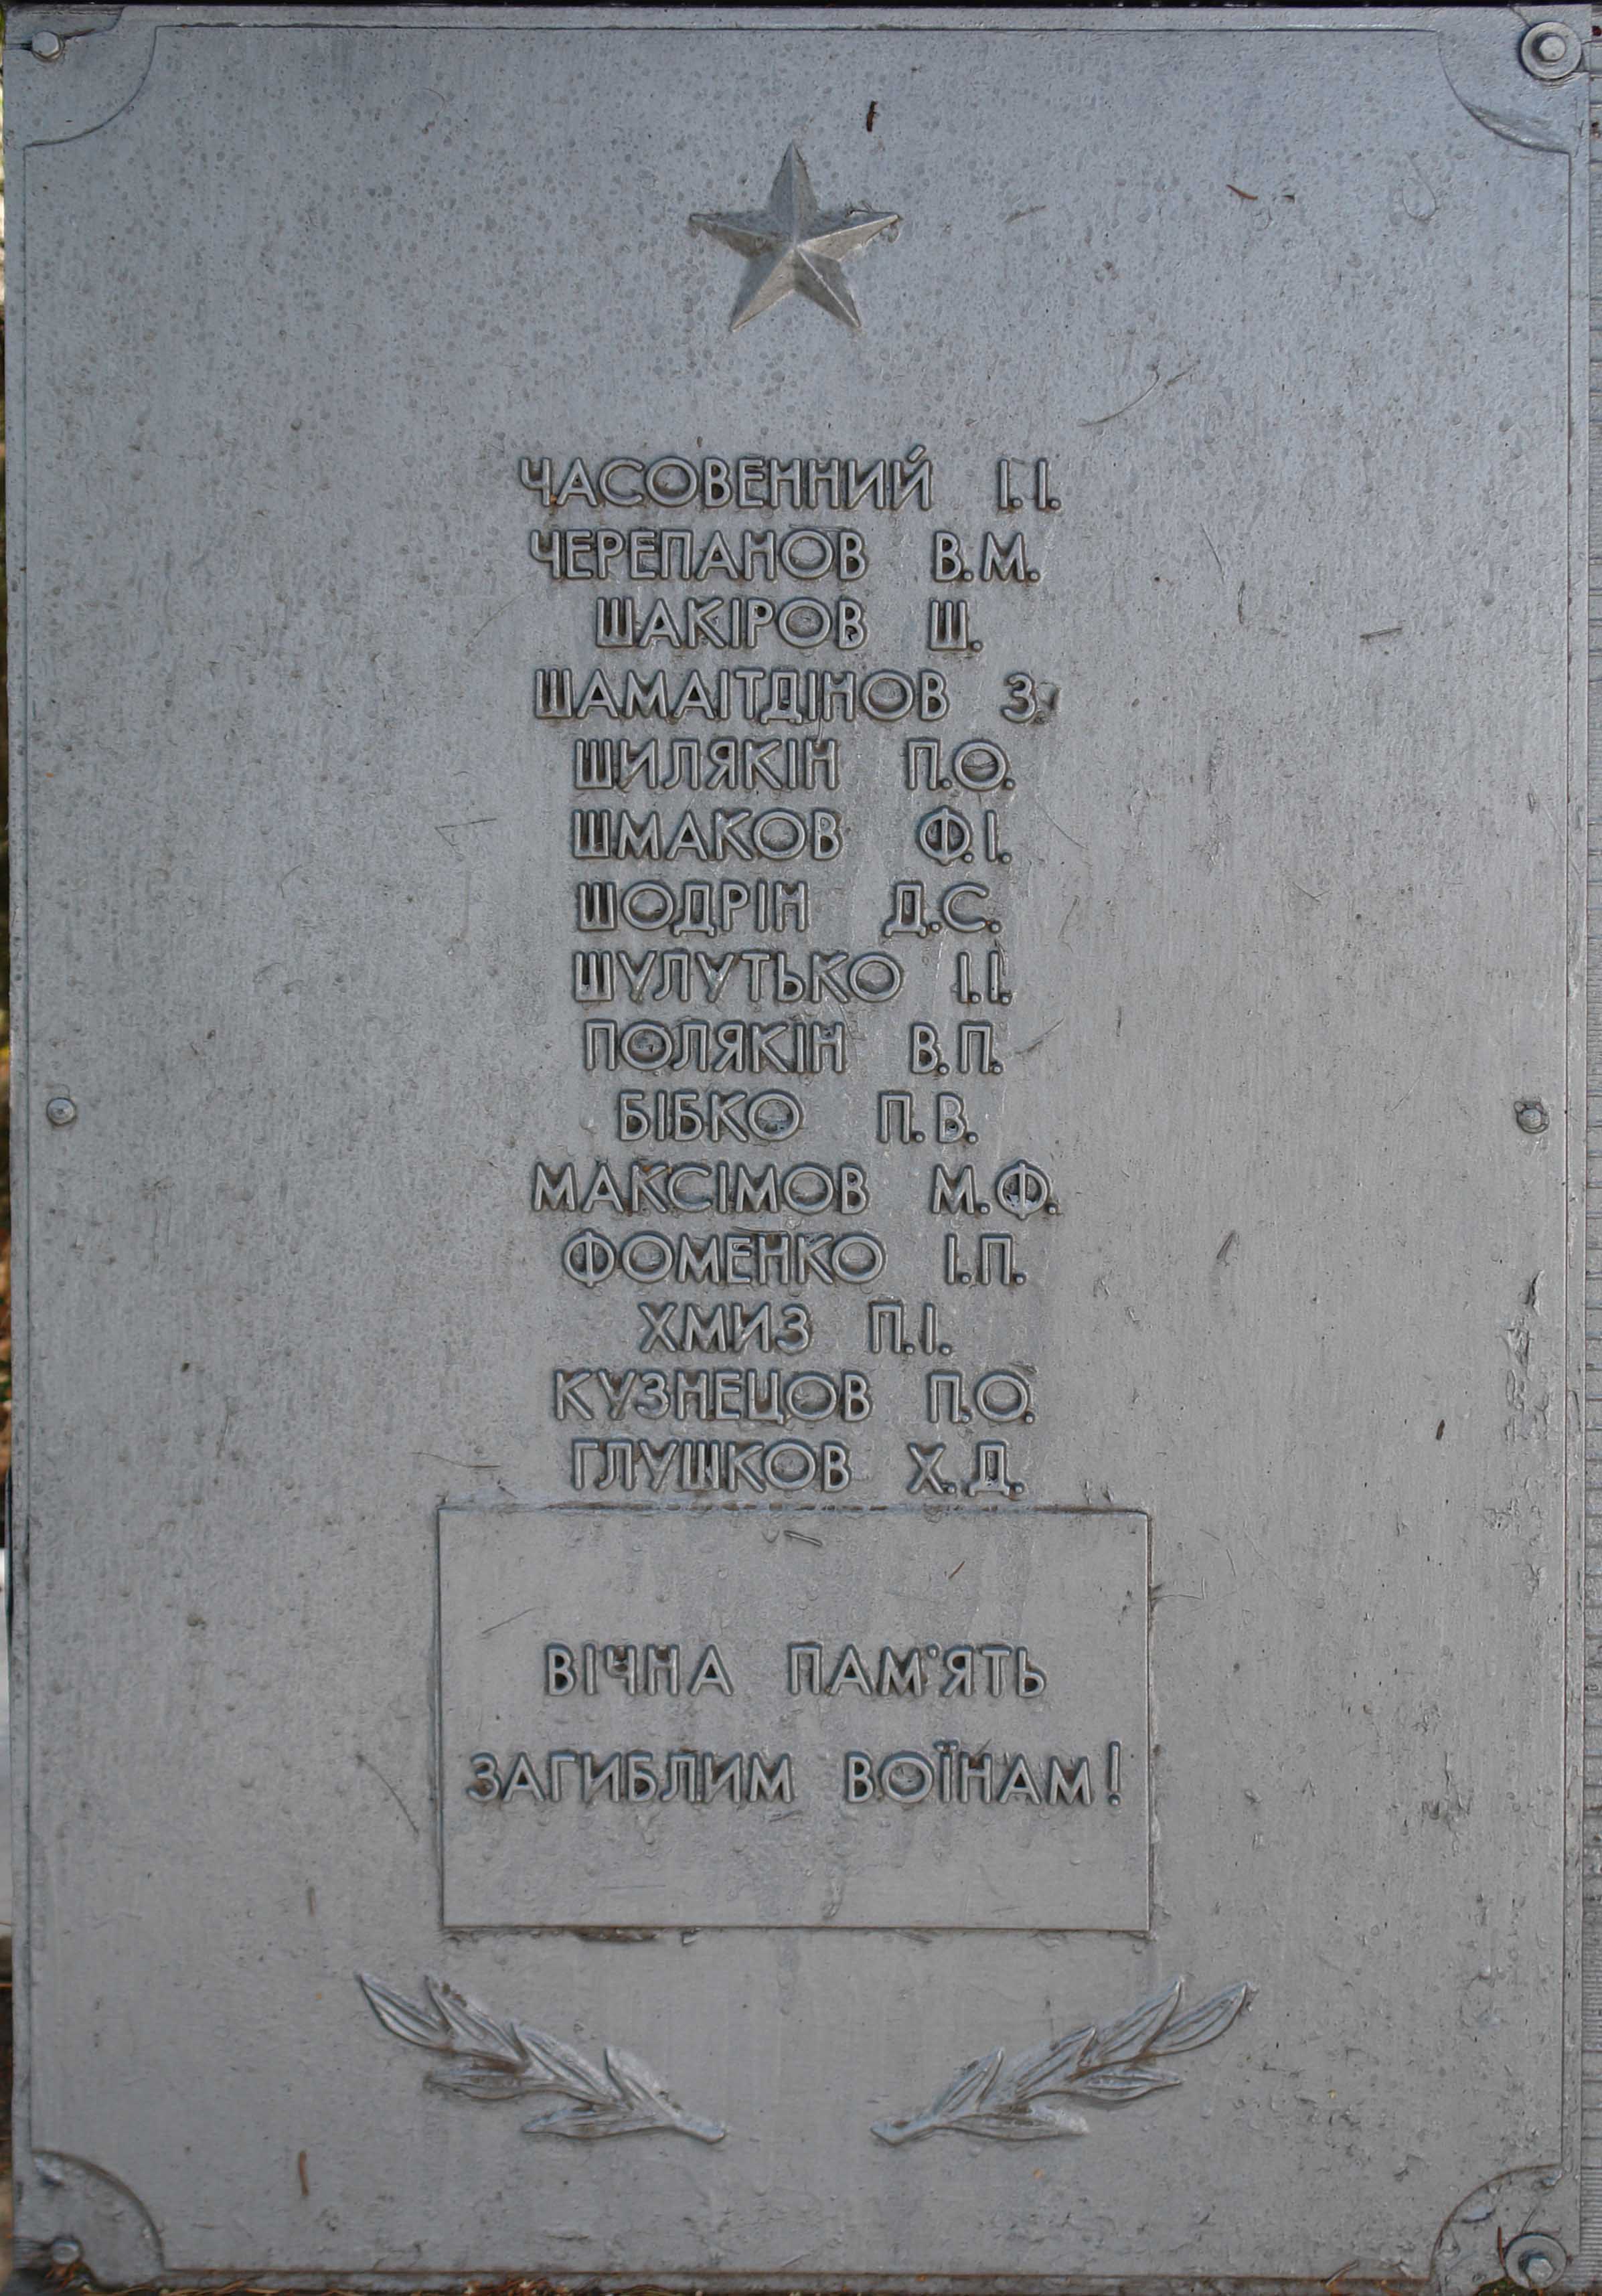 ЧАСОВЕННИЙ І.І.
ЧЕРЕПАНОВ В.М.
ШАКІРОВ Ш.
ШАМАІТДІНОВ З.
ШИЛЯКІН П.О.
ШМАКОВ Ф.І.
ШОДРІН Д.С.
ШУЛУТЬКО І.І.
ПОЛЯКІН В.П.
БІБКО П.В.
МАКСІМОВ М.Ф.
ФОМЕНКО І.П.
ХМИЗ П.І.
КУЗНЕЦОВ П.О.
ГЛУШКОВ Х.Д.
ВІЧНА ПАМ'ЯТЬ
ЗАГИБЛИМ ВОЇНАМ!